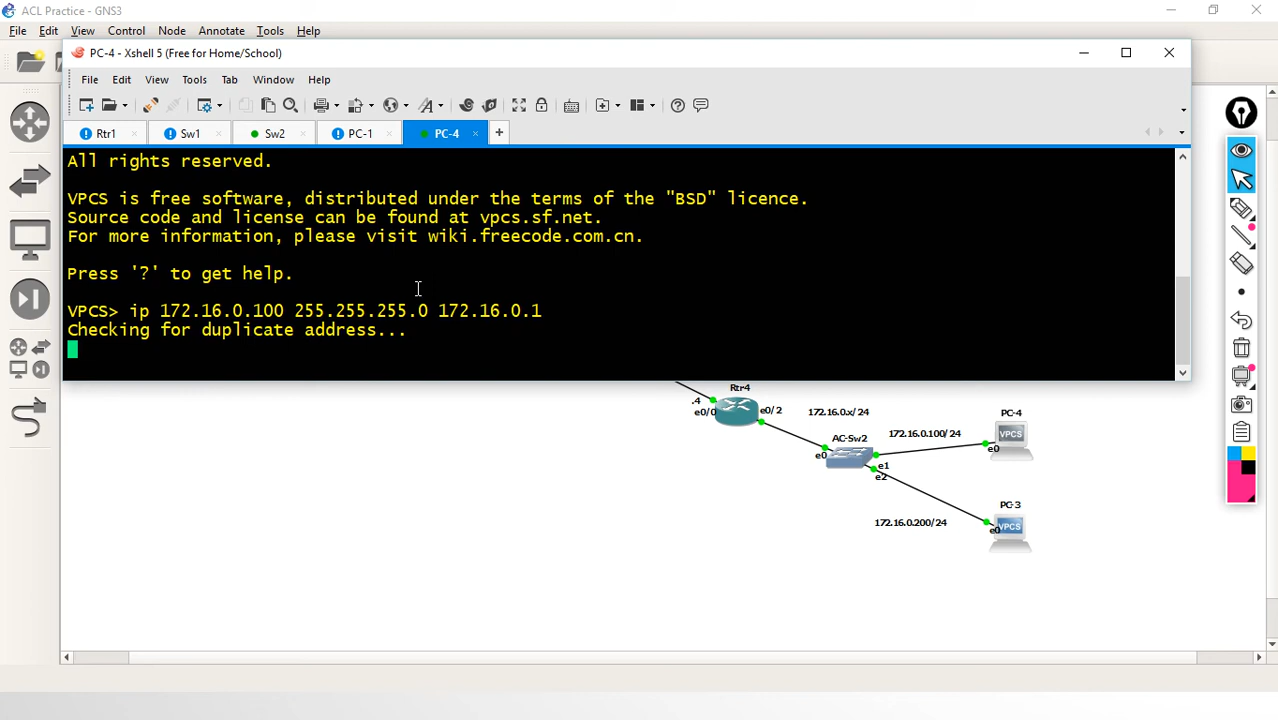 ACL Practice - GNS3
File Edit View Control Node Annotate Tools Help
PC-4 - Xshell 5 (Free for Home/School)
File Edit View Tools Tab Window Help
Rtr1 Sw1 Sw2 PC-1 PC-4
All rights reserved.
VPCS is free software, distributed under the terms of the "BSD" licence.
Source code and license can be found at vpcs.sf.net.
For more information, please visit wiki.freecode.com.cn.
Press '?' to get help.
VPCS> ip 172.16.0.100 255.255.255.0 172.16.0.1
Checking for duplicate address...
Rtr4
.4
e0/0
e0/2
172.16.0.x/24
AC-Sw2
e0
e1
e2
172.16.0.100/24
PC-4
VPCS
e0
PC-3
172.16.0.200/24
VPCS
e0